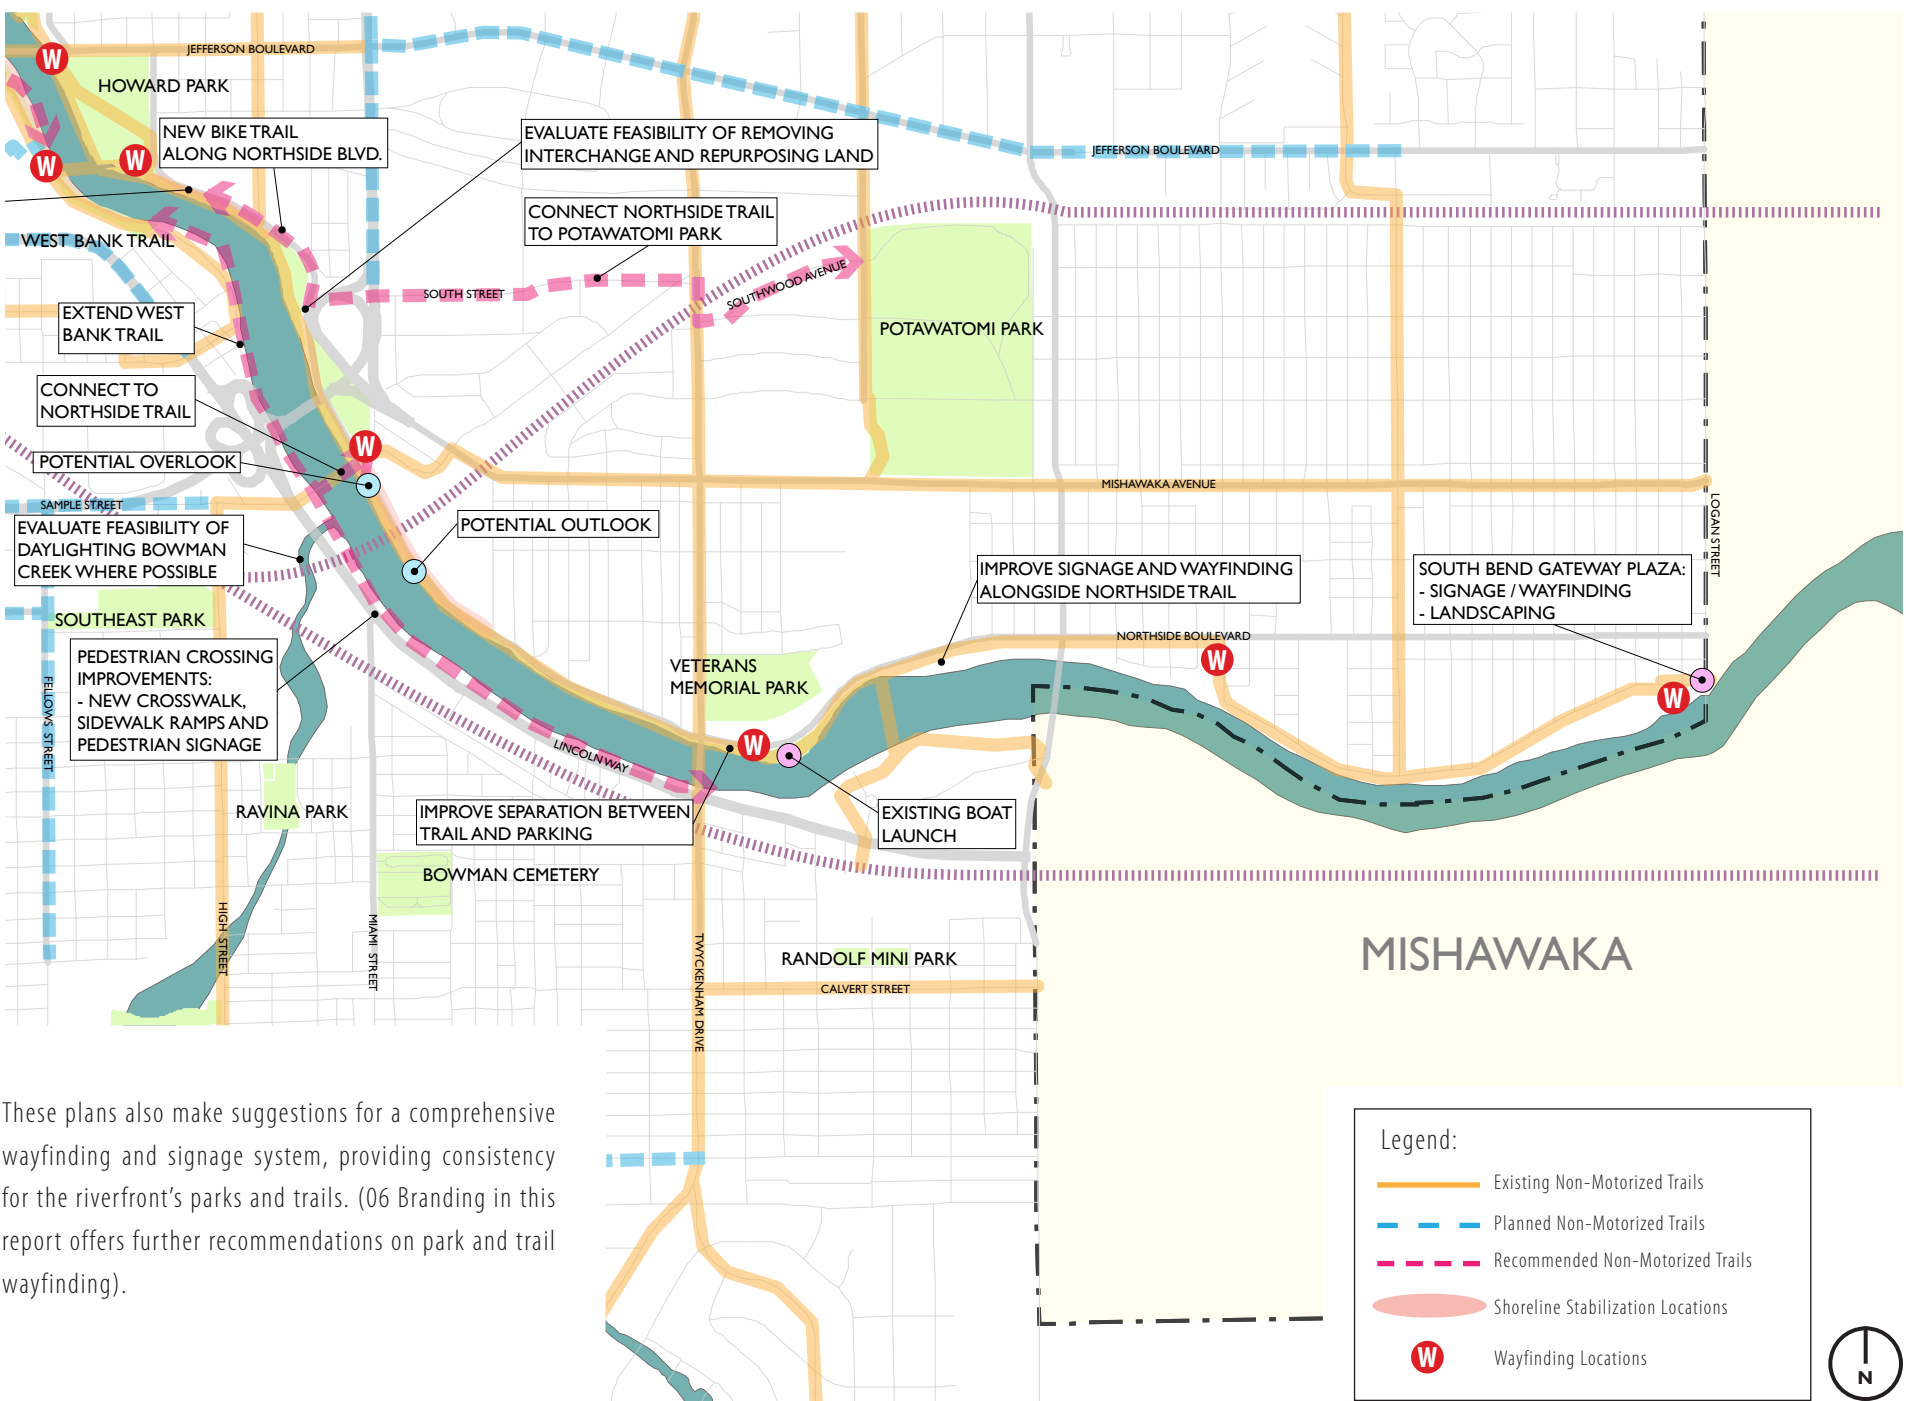 JEFFERSON BOULEVARD
W
HOWARD PARK
NEW BIKE TRAIL
ALONG NORTHSIDE BLVD.
EVALUATE FEASIBILITY OF REMOVING
INTERCHANGE AND REPURPOSING LAND
JEFFERSON BOULEVARD
W
W
CONNECT NORTHSIDE TRAIL
TO POTAWATOMI PARK
WEST BANK TRAIL
SOUTH STREET
SOUTHWOOD AVENUE
EXTEND WEST
BANK TRAIL
POTAWATOMI PARK
CONNECT TO
NORTHSIDE TRAIL
W
POTENTIAL OVERLOOK
MISHAWAKA AVENUE
SAMPLE STREET
LOGAN STREET
POTENTIAL OUTLOOK
EVALUATE FEASIBILITY OF
DAYLIGHTING BOWMAN
CREEK WHERE POSSIBLE
IMPROVE SIGNAGE AND WAYFINDING
ALONGSIDE NORTHSIDE TRAIL
SOUTH BEND GATEWAY PLAZA:
- SIGNAGE / WAYFINDING
- LANDSCAPING
SOUTHEAST PARK
NORTHSIDE BOULEVARD
W
PEDESTRIAN CROSSING
IMPROVEMENTS:
- NEW CROSSWALK,
SIDEWALK RAMPS AND
PEDESTRIAN SIGNAGE
VETERANS
MEMORIAL PARK
W
FELLOWS STREET
LINCOLN WAY
W
RAVINA PARK
IMPROVE SEPARATION BETWEEN
TRAIL AND PARKING
EXISTING BOAT
LAUNCH
BOWMAN CEMETERY
HIGH STREET
MIAMI STREET
TWYCKENHAM DRIVE
RANDOLF MINI PARK
CALVERT STREET
MISHAWAKA
These plans also make suggestions for a comprehensive
wayfinding and signage system, providing consistency
for the riverfront's parks and trails. (06 Branding in this
report offers further recommendations on park and trail
wayfinding).
Legend:
Existing Non-Motorized Trails
Planned Non-Motorized Trails
Recommended Non-Motorized Trails
Shoreline Stabilization Locations
W Wayfinding Locations
N